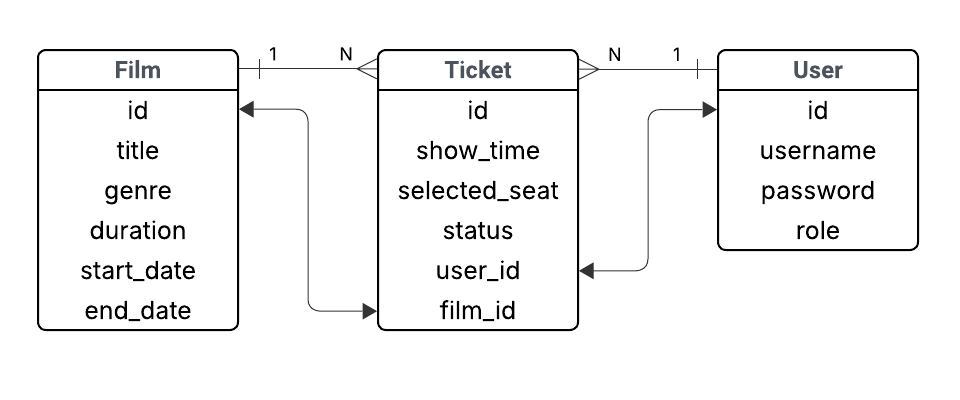 1
N
N
1
Film
id
title
genre
duration
start_date
end_date
Ticket
id
show_time
selected_seat
status
user_id
film_id
User
id
username
password
role